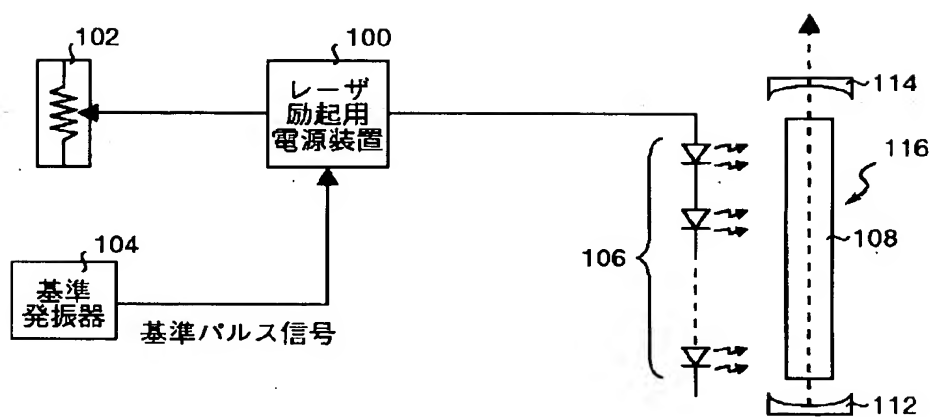 102
100
レーザ
励起用
電源装置
114
116
104
106
108
基準
発振器
基準パルス信号
112